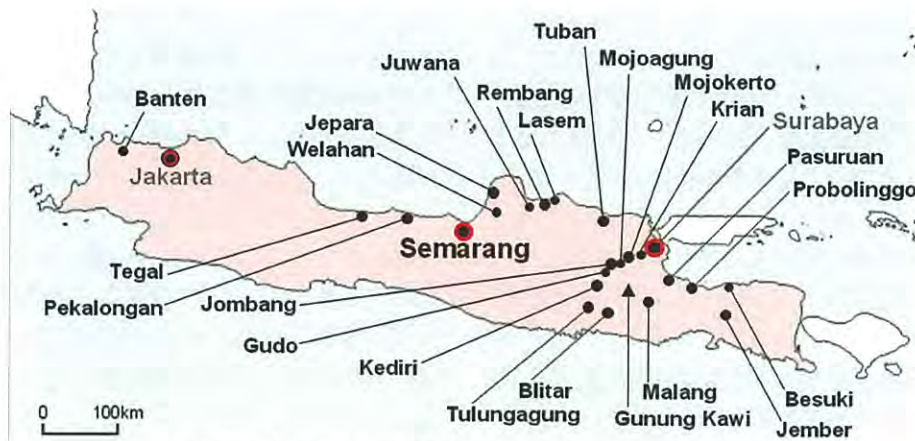 Tuban
Mojoagung
Juwana
Mojokerto
Rembang
Krian
Banten
Lasem
Surabaya
Jepara
Welahan
Pasuruan
Jakarta
Probolinggo
Semarang
Tegal
Pekalongan
Jombang
Gudo
Kediri
Blitar
Malang
Besuki
Tulungagung
Gunung Kawi
Jember
0 100km